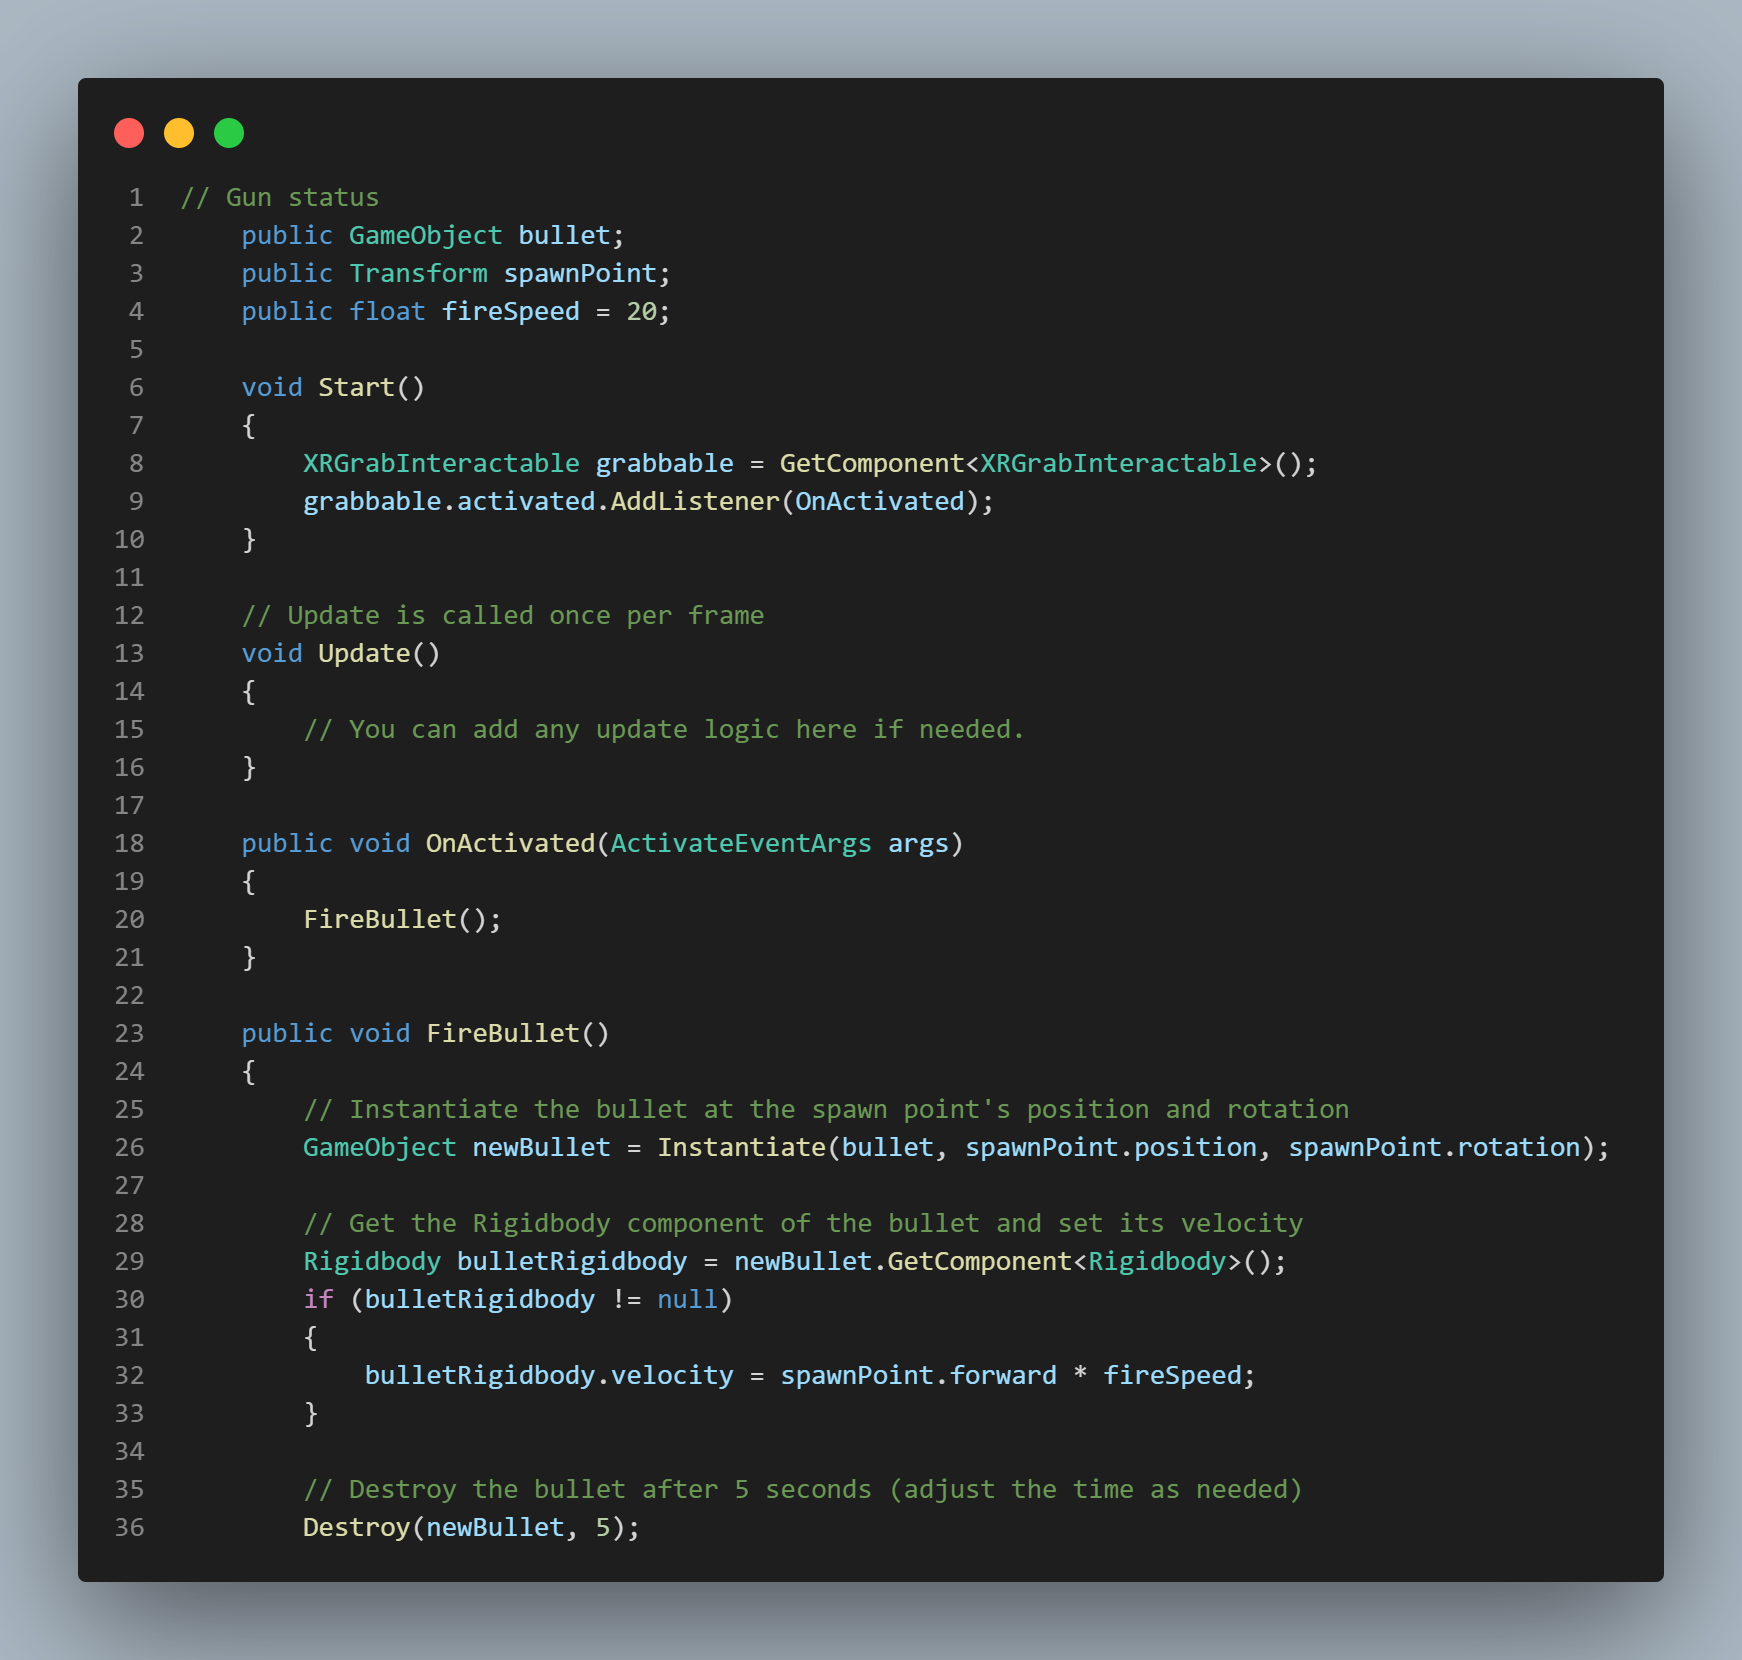 1 // Gun status
2     public GameObject bullet;
3     public Transform spawnPoint;
4     public float fireSpeed = 20;
5
6     void Start()
7     {
8         XRGrabInteractable grabbable = GetComponent<XRGrabInteractable>();
9         grabbable.activated.AddListener(OnActivated);
10     }
11
12     // Update is called once per frame
13     void Update()
14     {
15         // You can add any update logic here if needed.
16     }
17
18     public void OnActivated(ActivateEventArgs args)
19     {
20         FireBullet();
21     }
22
23     public void FireBullet()
24     {
25         // Instantiate the bullet at the spawn point's position and rotation
26         GameObject newBullet = Instantiate(bullet, spawnPoint.position, spawnPoint.rotation);
27
28         // Get the Rigidbody component of the bullet and set its velocity
29         Rigidbody bulletRigidbody = newBullet.GetComponent<Rigidbody>();
30         if (bulletRigidbody != null)
31         {
32             bulletRigidbody.velocity = spawnPoint.forward * fireSpeed;
33         }
34
35         // Destroy the bullet after 5 seconds (adjust the time as needed)
36         Destroy(newBullet, 5);